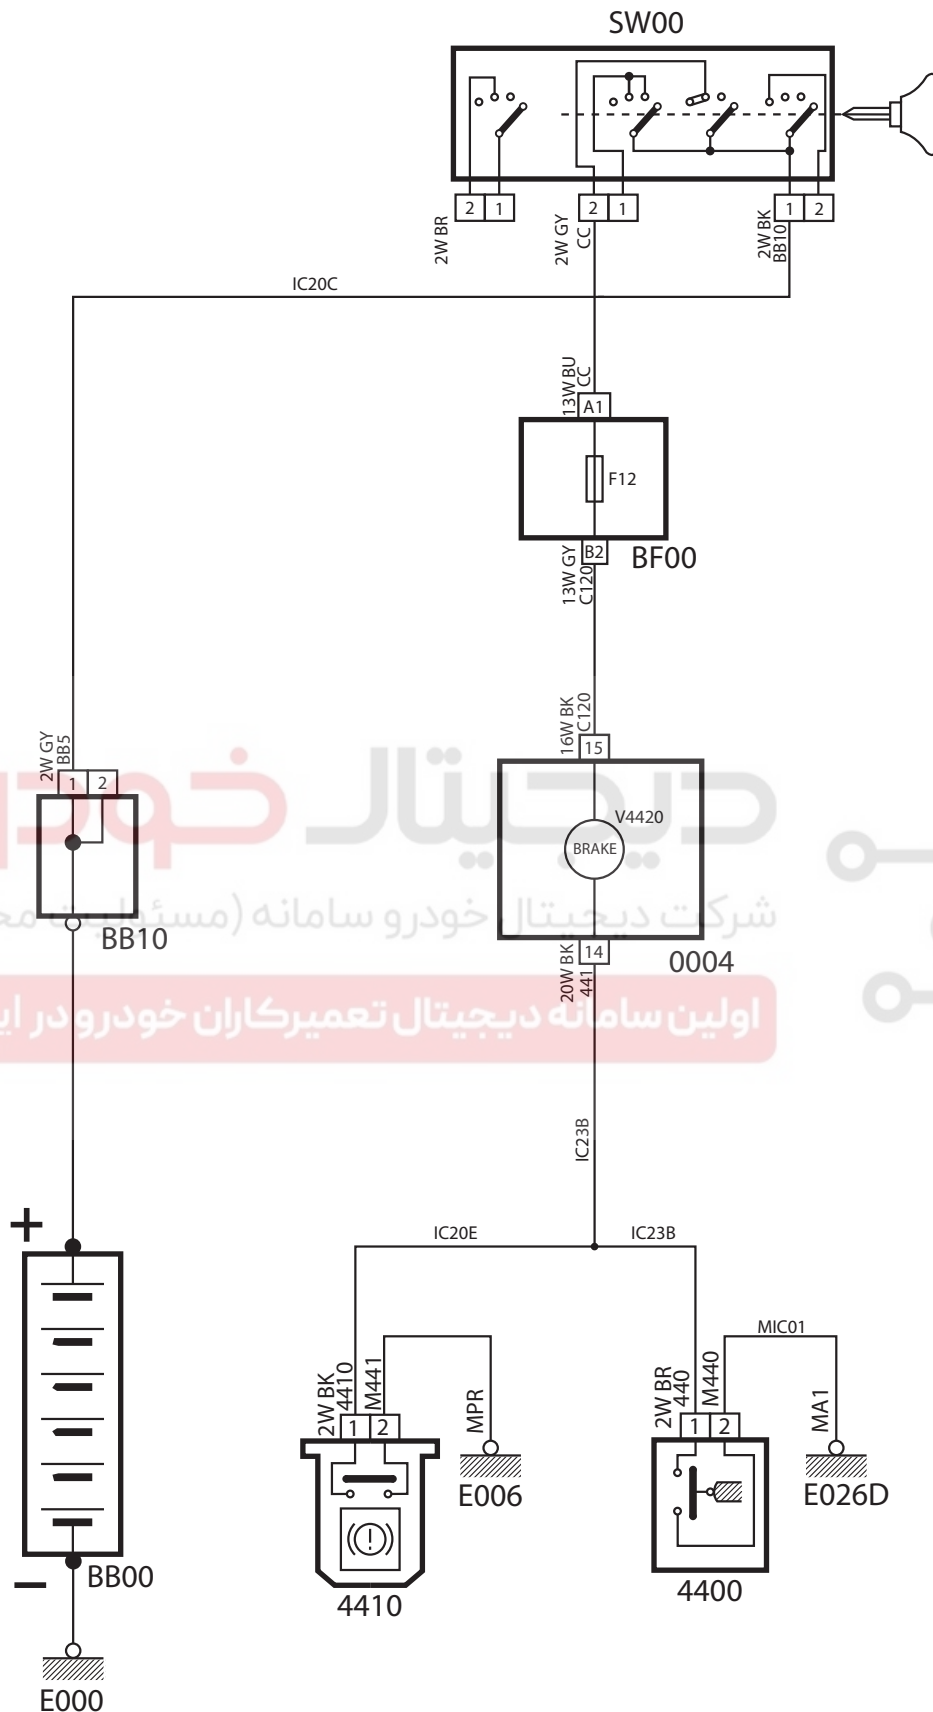 SW00
2 1
2W BR
2 1
2W GY
CC
1 2
2W BK
BB10
IC20C
13W BU
CC
A1
F12
B2
BF00
13W GY
C120
16W BK
C120
15
V4420
BRAKE
14
0004
20W BK
441
2W GY
BB5
1 2
BB10
دیجیتال
شرکت دیجیتال خودرو سامانه (مسئولیت
اولین سامانه دیجیتال تعمیرکاران خودرو در
IC23B
IC20E
IC23B
+
−
BB00
E000
2W BK
4410
M441
1 2
MPR
E006
4410
2W BR
440
M440
1 2
MIC01
MA1
E026D
4400